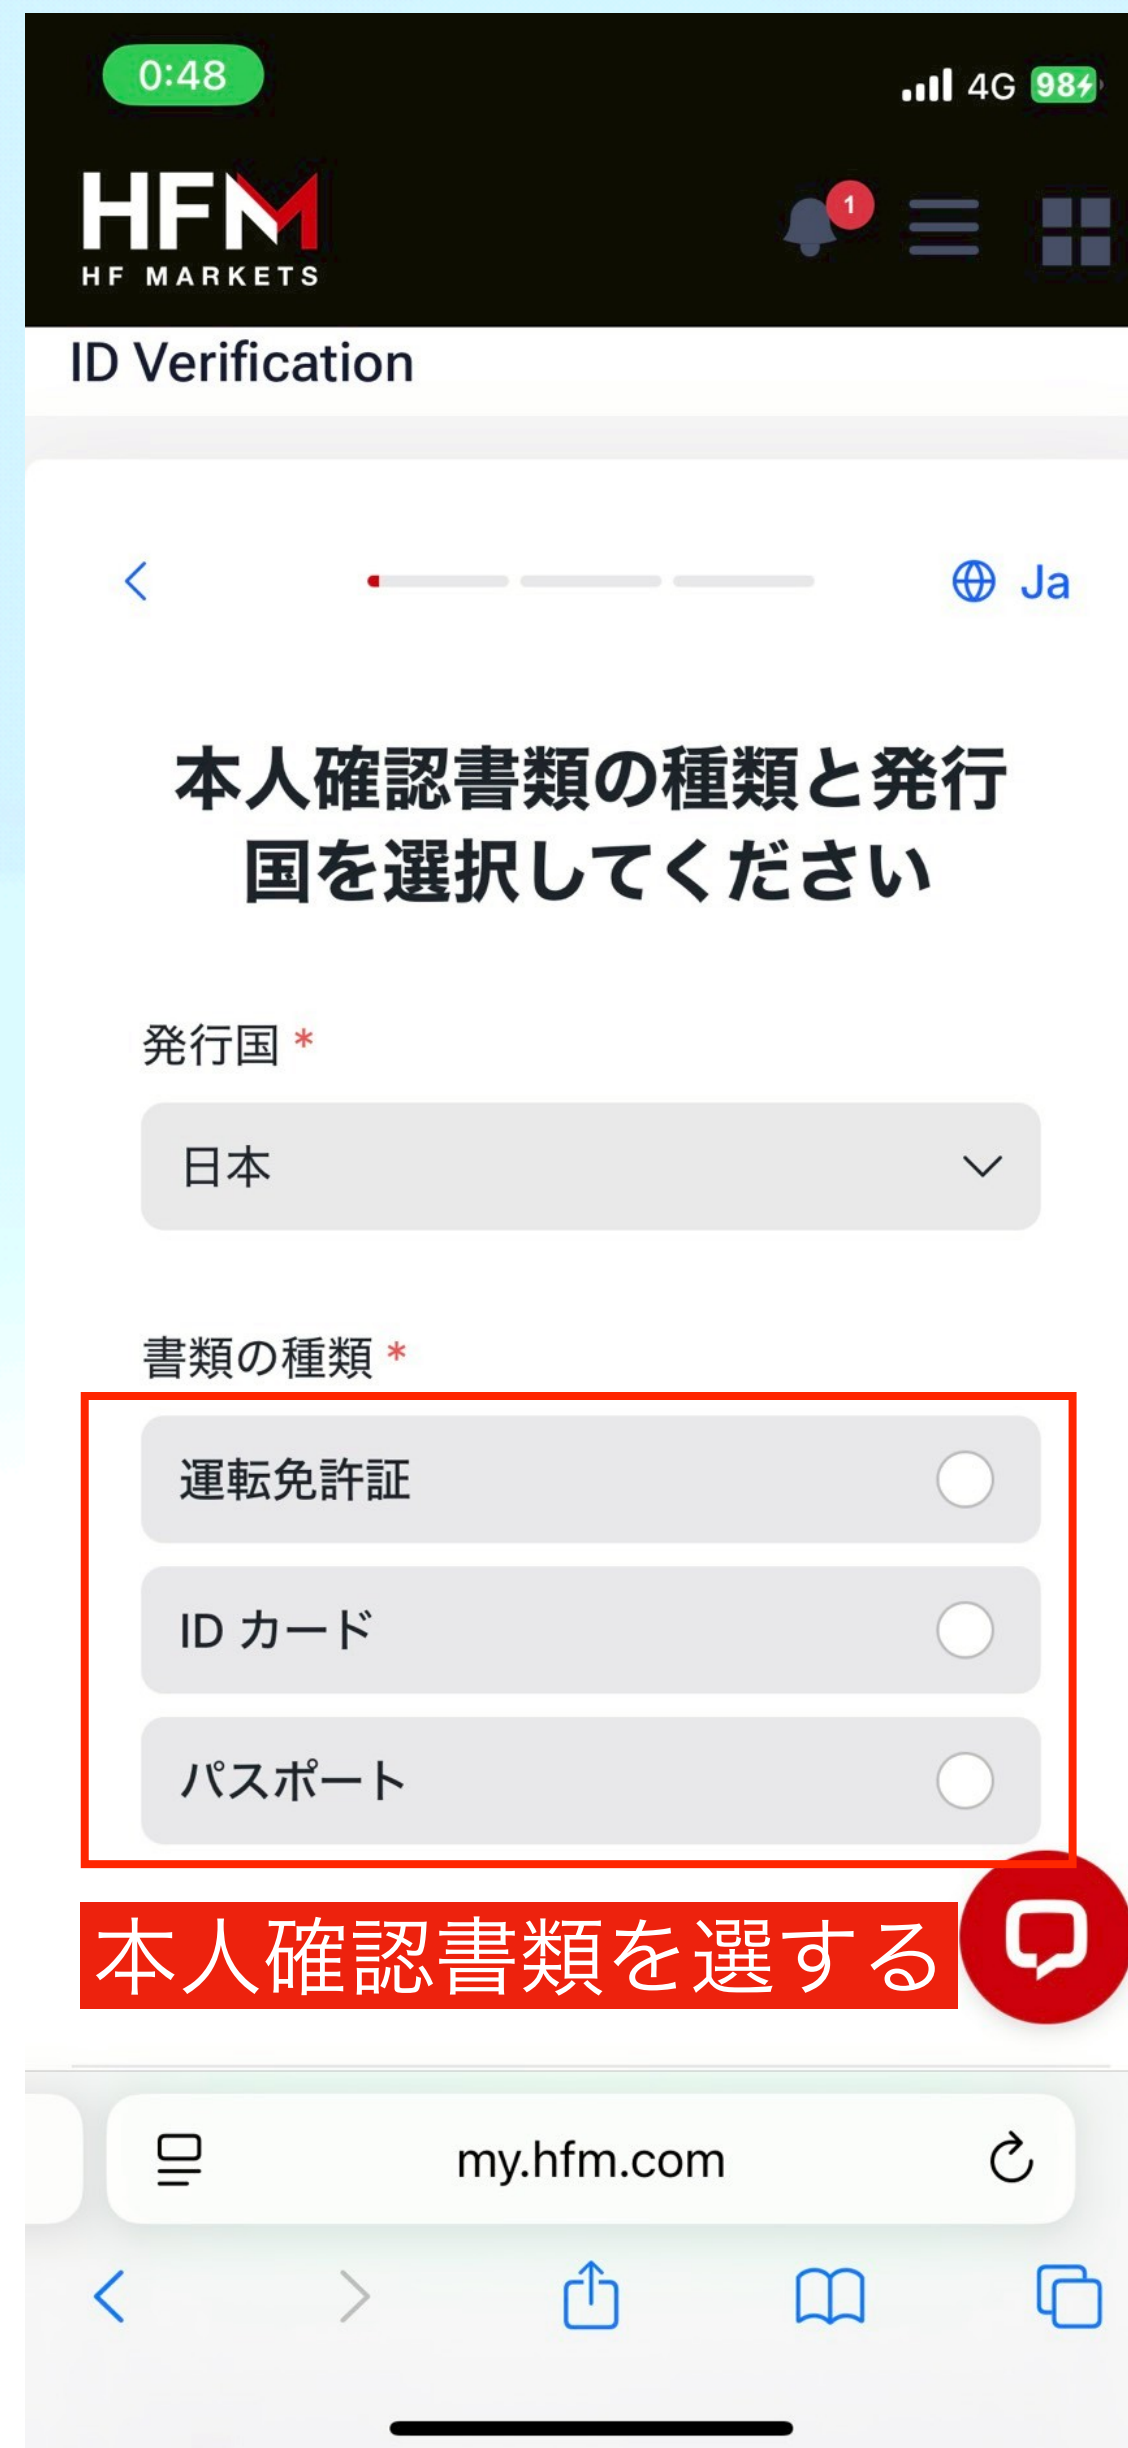 0:48
4G 98
HFM
1
HF MARKETS
ID Verification
Ja
本人確認書類の種類と発行
国を選択してください
発行国 *
日本
書類の種類 *
運転免許証
ID カード
パスポート
本人確認書類を選する
my.hfm.com